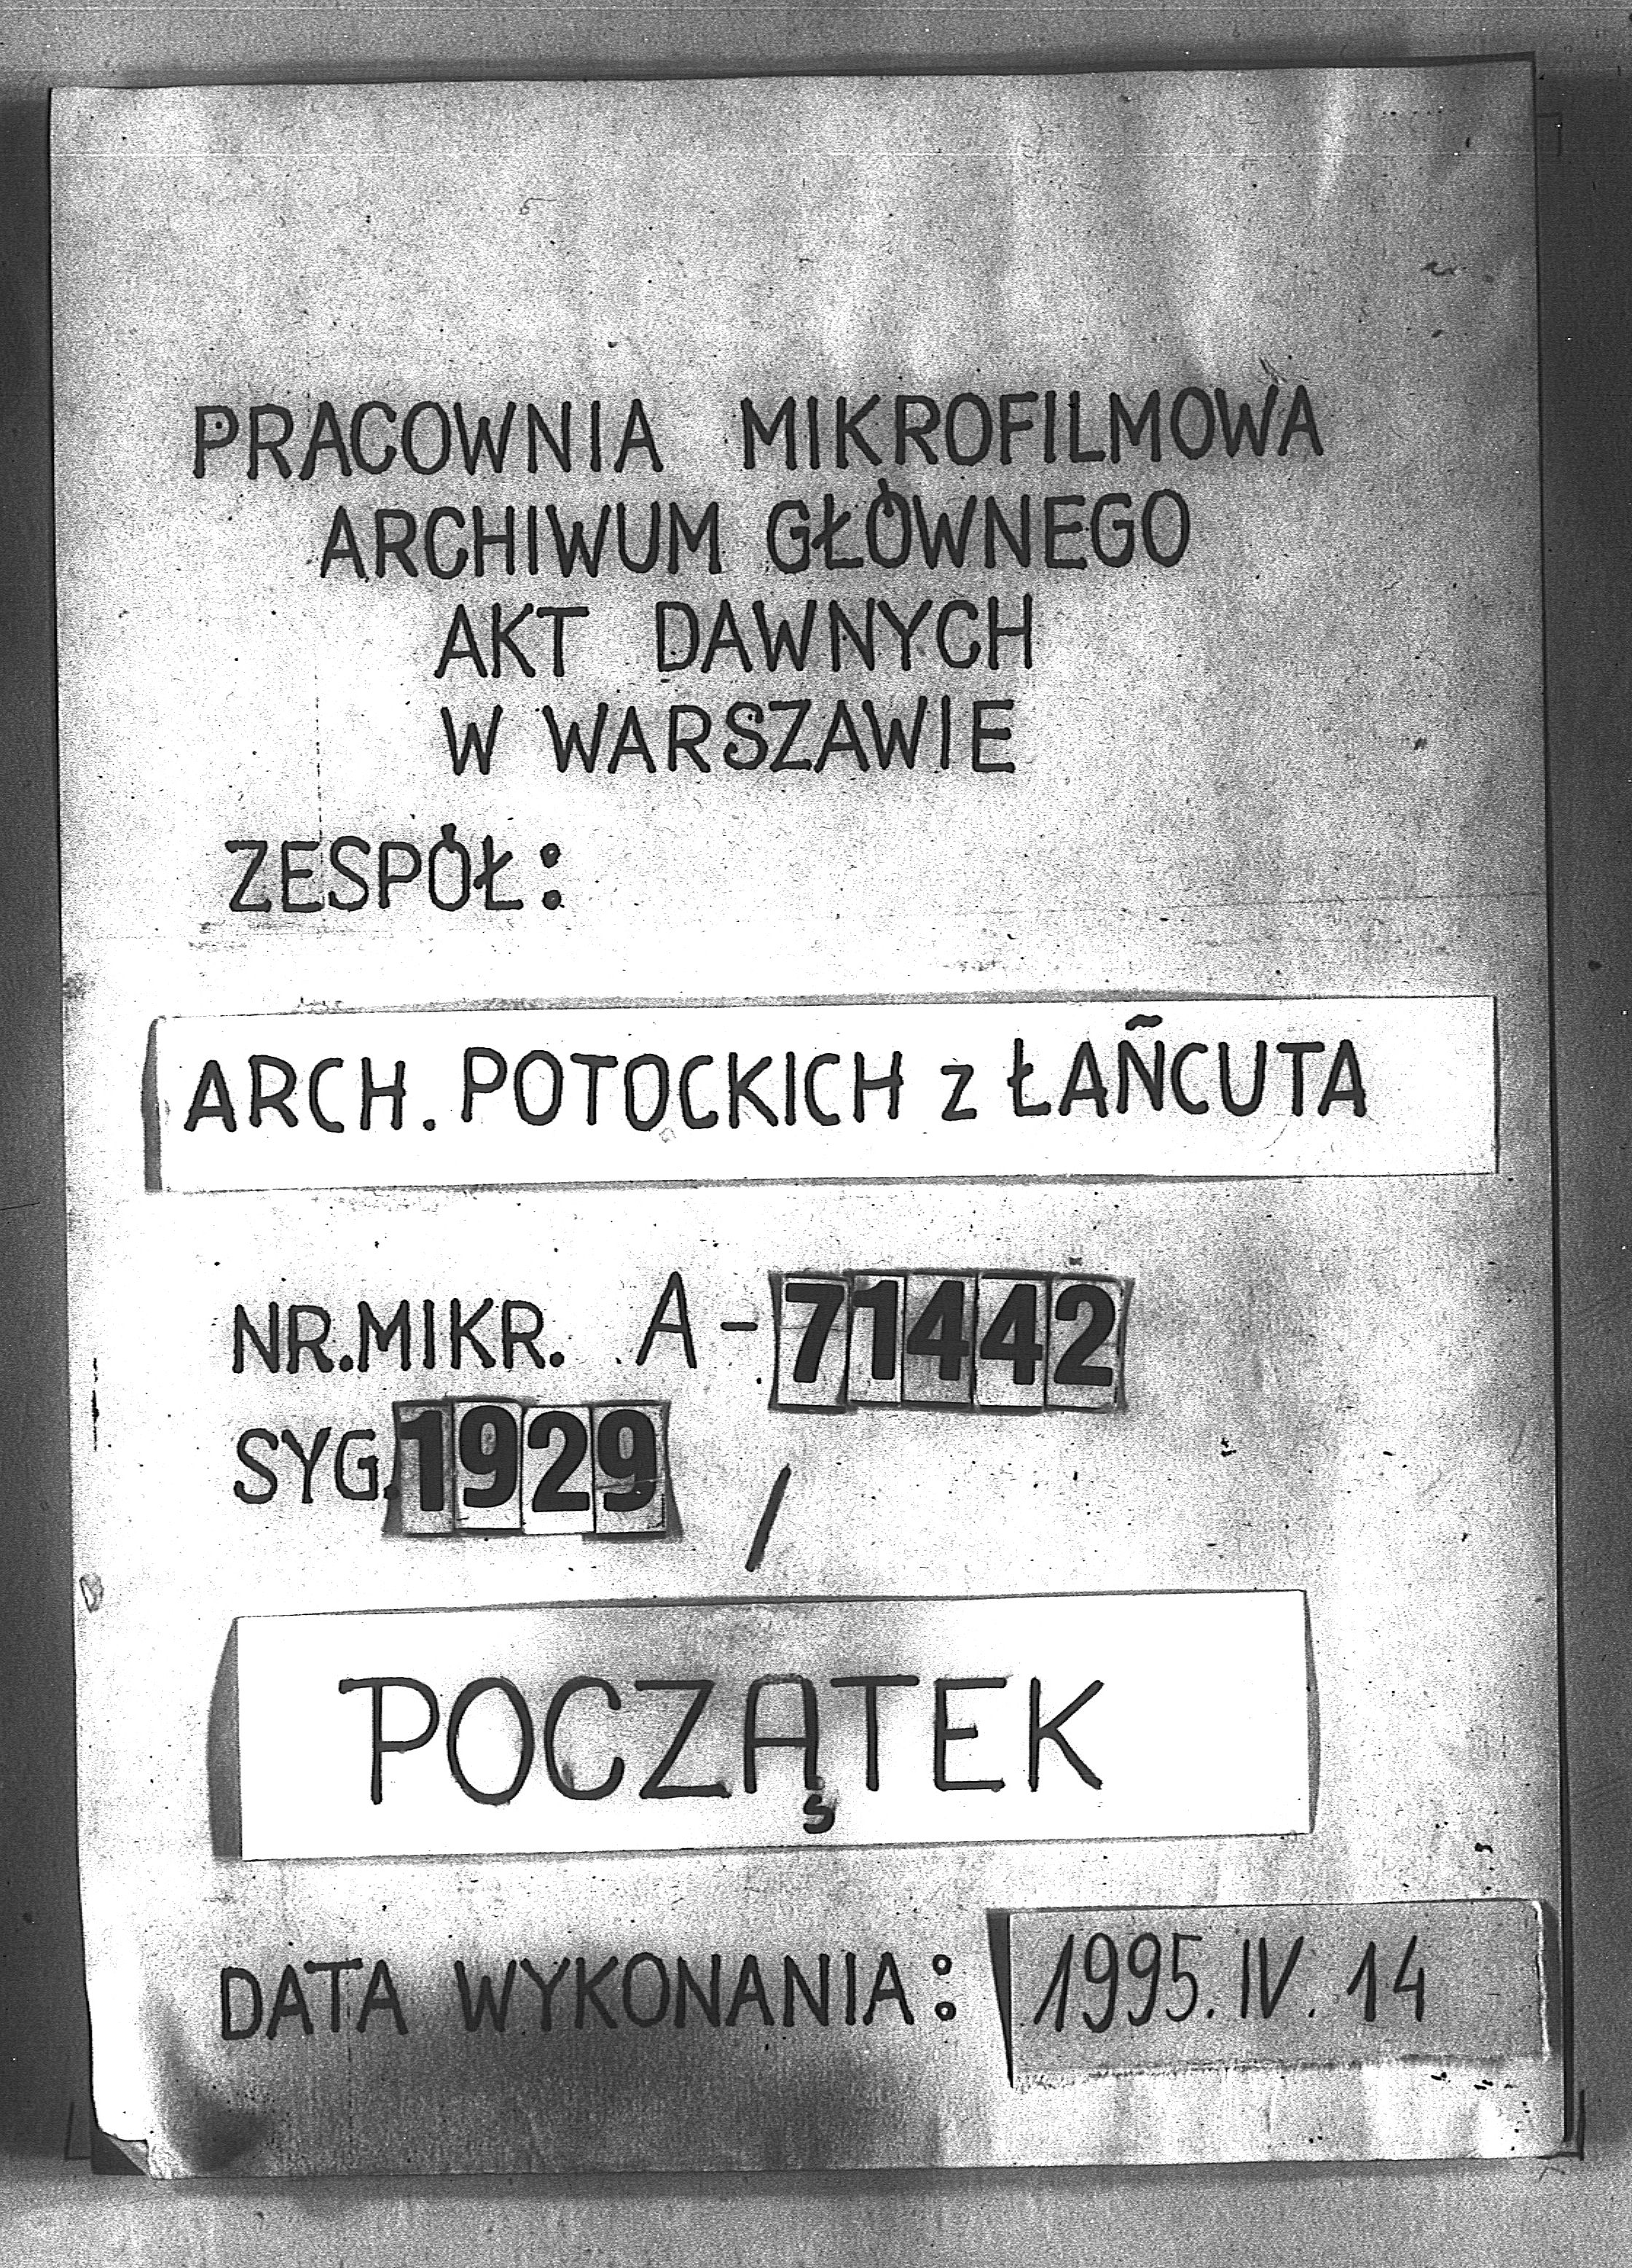 PRACOWNIA MIKROFILMOWA
ARCHIWUM GŁÓWNEGO
AKT DAWNYCH
W WARSZAWIE
ZESPÓŁ:
ARCH. POTOCKICH z ŁAŃCUTA
NR.MIKR. A-71442
SYG.1929 /
POCZĄTEK
DATA WYKONANIA: 1995.IV.14